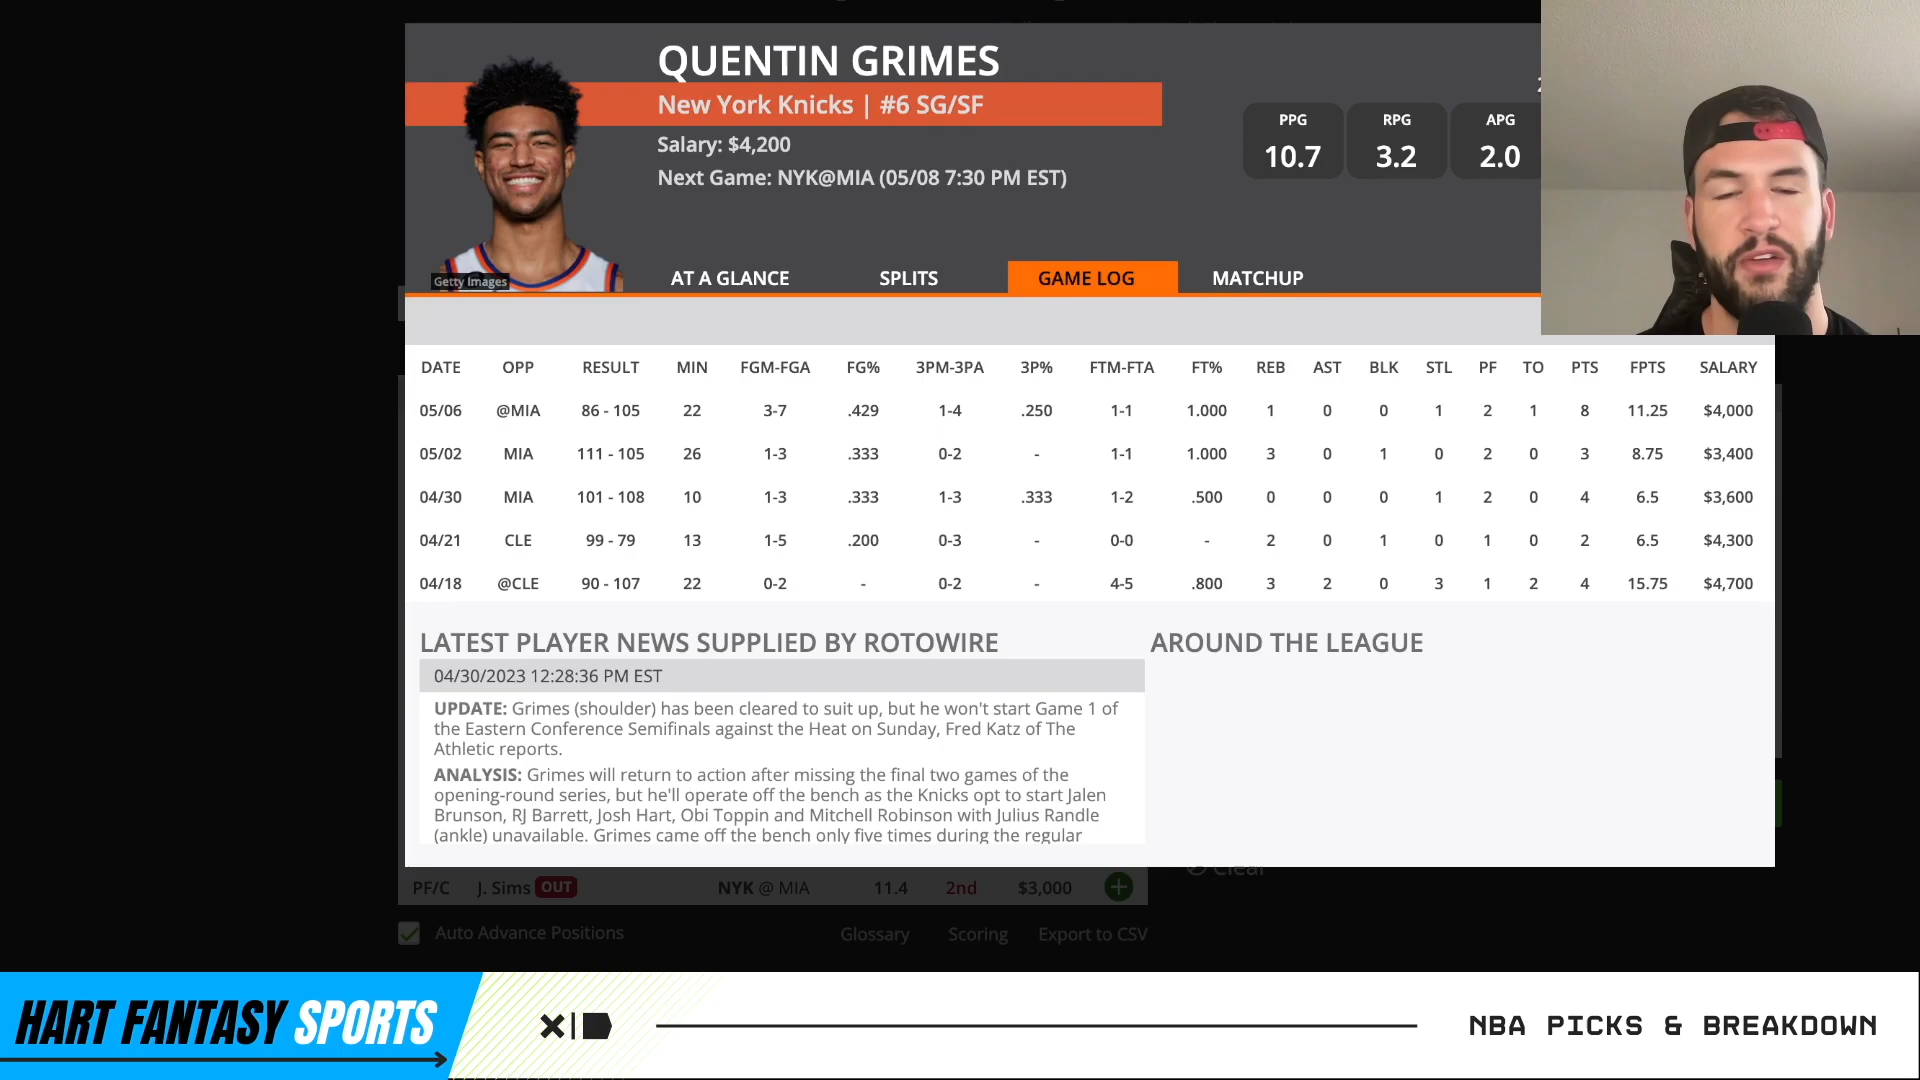 QUENTIN GRIMES
New York Knicks | #6 SG/SF
Salary: $4,200
Next Game: NYK@MIA (05/08 7:30 PM EST)
PPG RPG APG
10.7 3.2 2.0
Getty Images
AT A GLANCE SPLITS GAME LOG MATCHUP
DATE OPP RESULT MIN FGM-FGA FG% 3PM-3PA 3P% FTM-FTA FT% REB AST BLK STL PF TO PTS FPTS SALARY
05/06 @MIA 86 - 105 22 3-7 .429 1-4 .250 1-1 1.000 1 0 0 1 2 1 8 11.25 $4,000
05/02 MIA 111 - 105 26 1-3 .333 0-2 - 1-1 1.000 3 0 1 0 2 0 3 8.75 $3,400
04/30 MIA 101 - 108 10 1-3 .333 1-3 .333 1-2 .500 0 0 0 1 2 0 4 6.5 $3,600
04/21 CLE 99 - 79 13 1-5 .200 0-3 - 0-0 - 2 0 1 0 1 0 2 6.5 $4,300
04/18 @CLE 90 - 107 22 0-2 - 0-2 - 4-5 .800 3 2 0 3 1 2 4 15.75 $4,700
LATEST PLAYER NEWS SUPPLIED BY ROTOWIRE
AROUND THE LEAGUE
04/30/2023 12:28:36 PM EST
UPDATE: Grimes (shoulder) has been cleared to suit up, but he won't start Game 1 of
the Eastern Conference Semifinals against the Heat on Sunday, Fred Katz of The
Athletic reports.
ANALYSIS: Grimes will return to action after missing the final two games of the
opening-round series, but he'll operate off the bench as the Knicks opt to start Jalen
Brunson, RJ Barrett, Josh Hart, Obi Toppin and Mitchell Robinson with Julius Randle
(ankle) unavailable. Grimes came off the bench only five times during the regular
Clear
PF/C J. Sims OUT NYK @ MIA 11.4 2nd $3,000
Auto Advance Positions Glossary Scoring Export to CSV
HART FANTASY SPORTS
NBA PICKS & BREAKDOWN